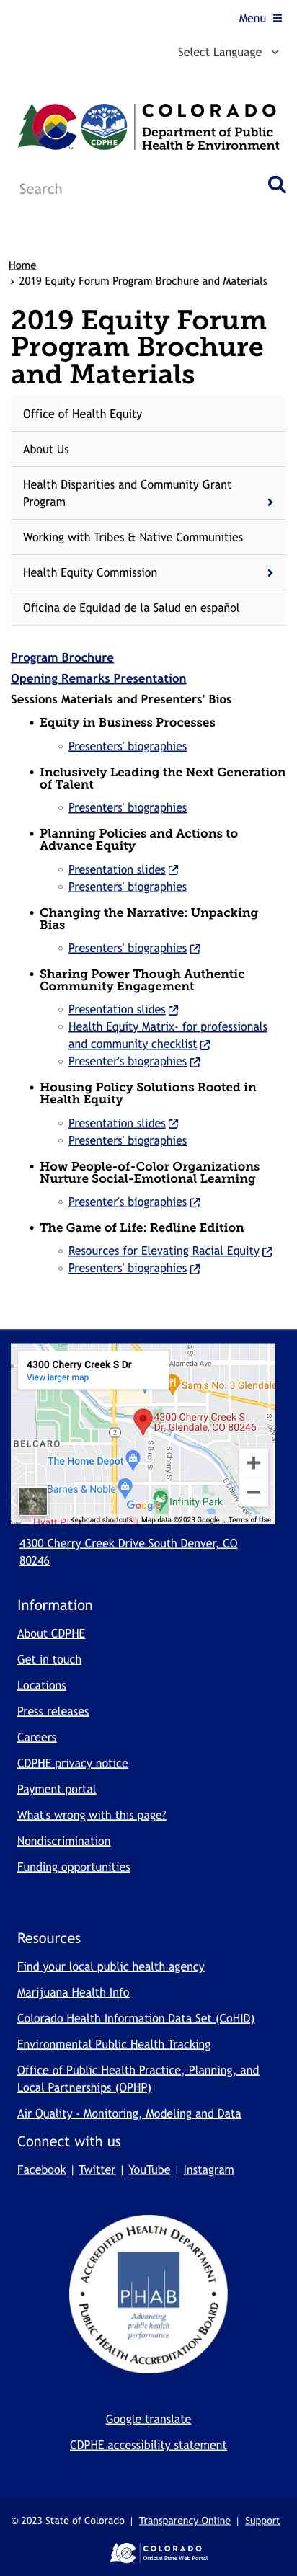 Menu
Select Language
CDPHE
COLORADO
Department of Public
Health & Environment
Search
Home
› 2019 Equity Forum Program Brochure and Materials
2019 Equity Forum
Program Brochure
and Materials
Office of Health Equity
About Us
Health Disparities and Community Grant
Program
Working with Tribes & Native Communities
Health Equity Commission
Oficina de Equidad de la Salud en español
Program Brochure
Opening Remarks Presentation
Sessions Materials and Presenters' Bios
• Equity in Business Processes
◦ Presenters' biographies
• Inclusively Leading the Next Generation
of Talent
◦ Presenters' biographies
• Planning Policies and Actions to
Advance Equity
◦ Presentation slides
◦ Presenters' biographies
• Changing the Narrative: Unpacking
Bias
◦ Presenters' biographies
• Sharing Power Though Authentic
Community Engagement
◦ Presentation slides
◦ Health Equity Matrix- for professionals
and community checklist
◦ Presenter's biographies
• Housing Policy Solutions Rooted in
Health Equity
◦ Presentation slides
◦ Presenters' biographies
• How People-of-Color Organizations
Nurture Social-Emotional Learning
◦ Presenter's biographies
• The Game of Life: Redline Edition
◦ Resources for Elevating Racial Equity
◦ Presenters' biographies
4300 Cherry Creek S Dr
View larger map
Alameda Ave
Sam's No. 3 Glendale
4300 Cherry Creek S
Dr, Glendale, CO 80246
2
BELCARD
S Birch St
S Cherry St
The Home Depot
Barnes & Noble
Infinity Park
Google
Hyatt P
Keyboard shortcuts
Map data ©2023 Google
Terms of Use
4300 Cherry Creek Drive South Denver, CO
80246
Information
About CDPHE
Get in touch
Locations
Press releases
Careers
CDPHE privacy notice
Payment portal
What's wrong with this page?
Nondiscrimination
Funding opportunities
Resources
Find your local public health agency
Marijuana Health Info
Colorado Health Information Data Set (CoHID)
Environmental Public Health Tracking
Office of Public Health Practice, Planning, and
Local Partnerships (OPHP)
Air Quality - Monitoring, Modeling and Data
Connect with us
Facebook | Twitter | YouTube | Instagram
ACCREDITED HEALTH DEPARTMENT
PHAB
Advancing
public health
performance
PUBLIC HEALTH ACCREDITATION BOARD
Google translate
CDPHE accessibility statement
© 2023 State of Colorado | Transparency Online | Support
COLORADO
Official State Web Portal